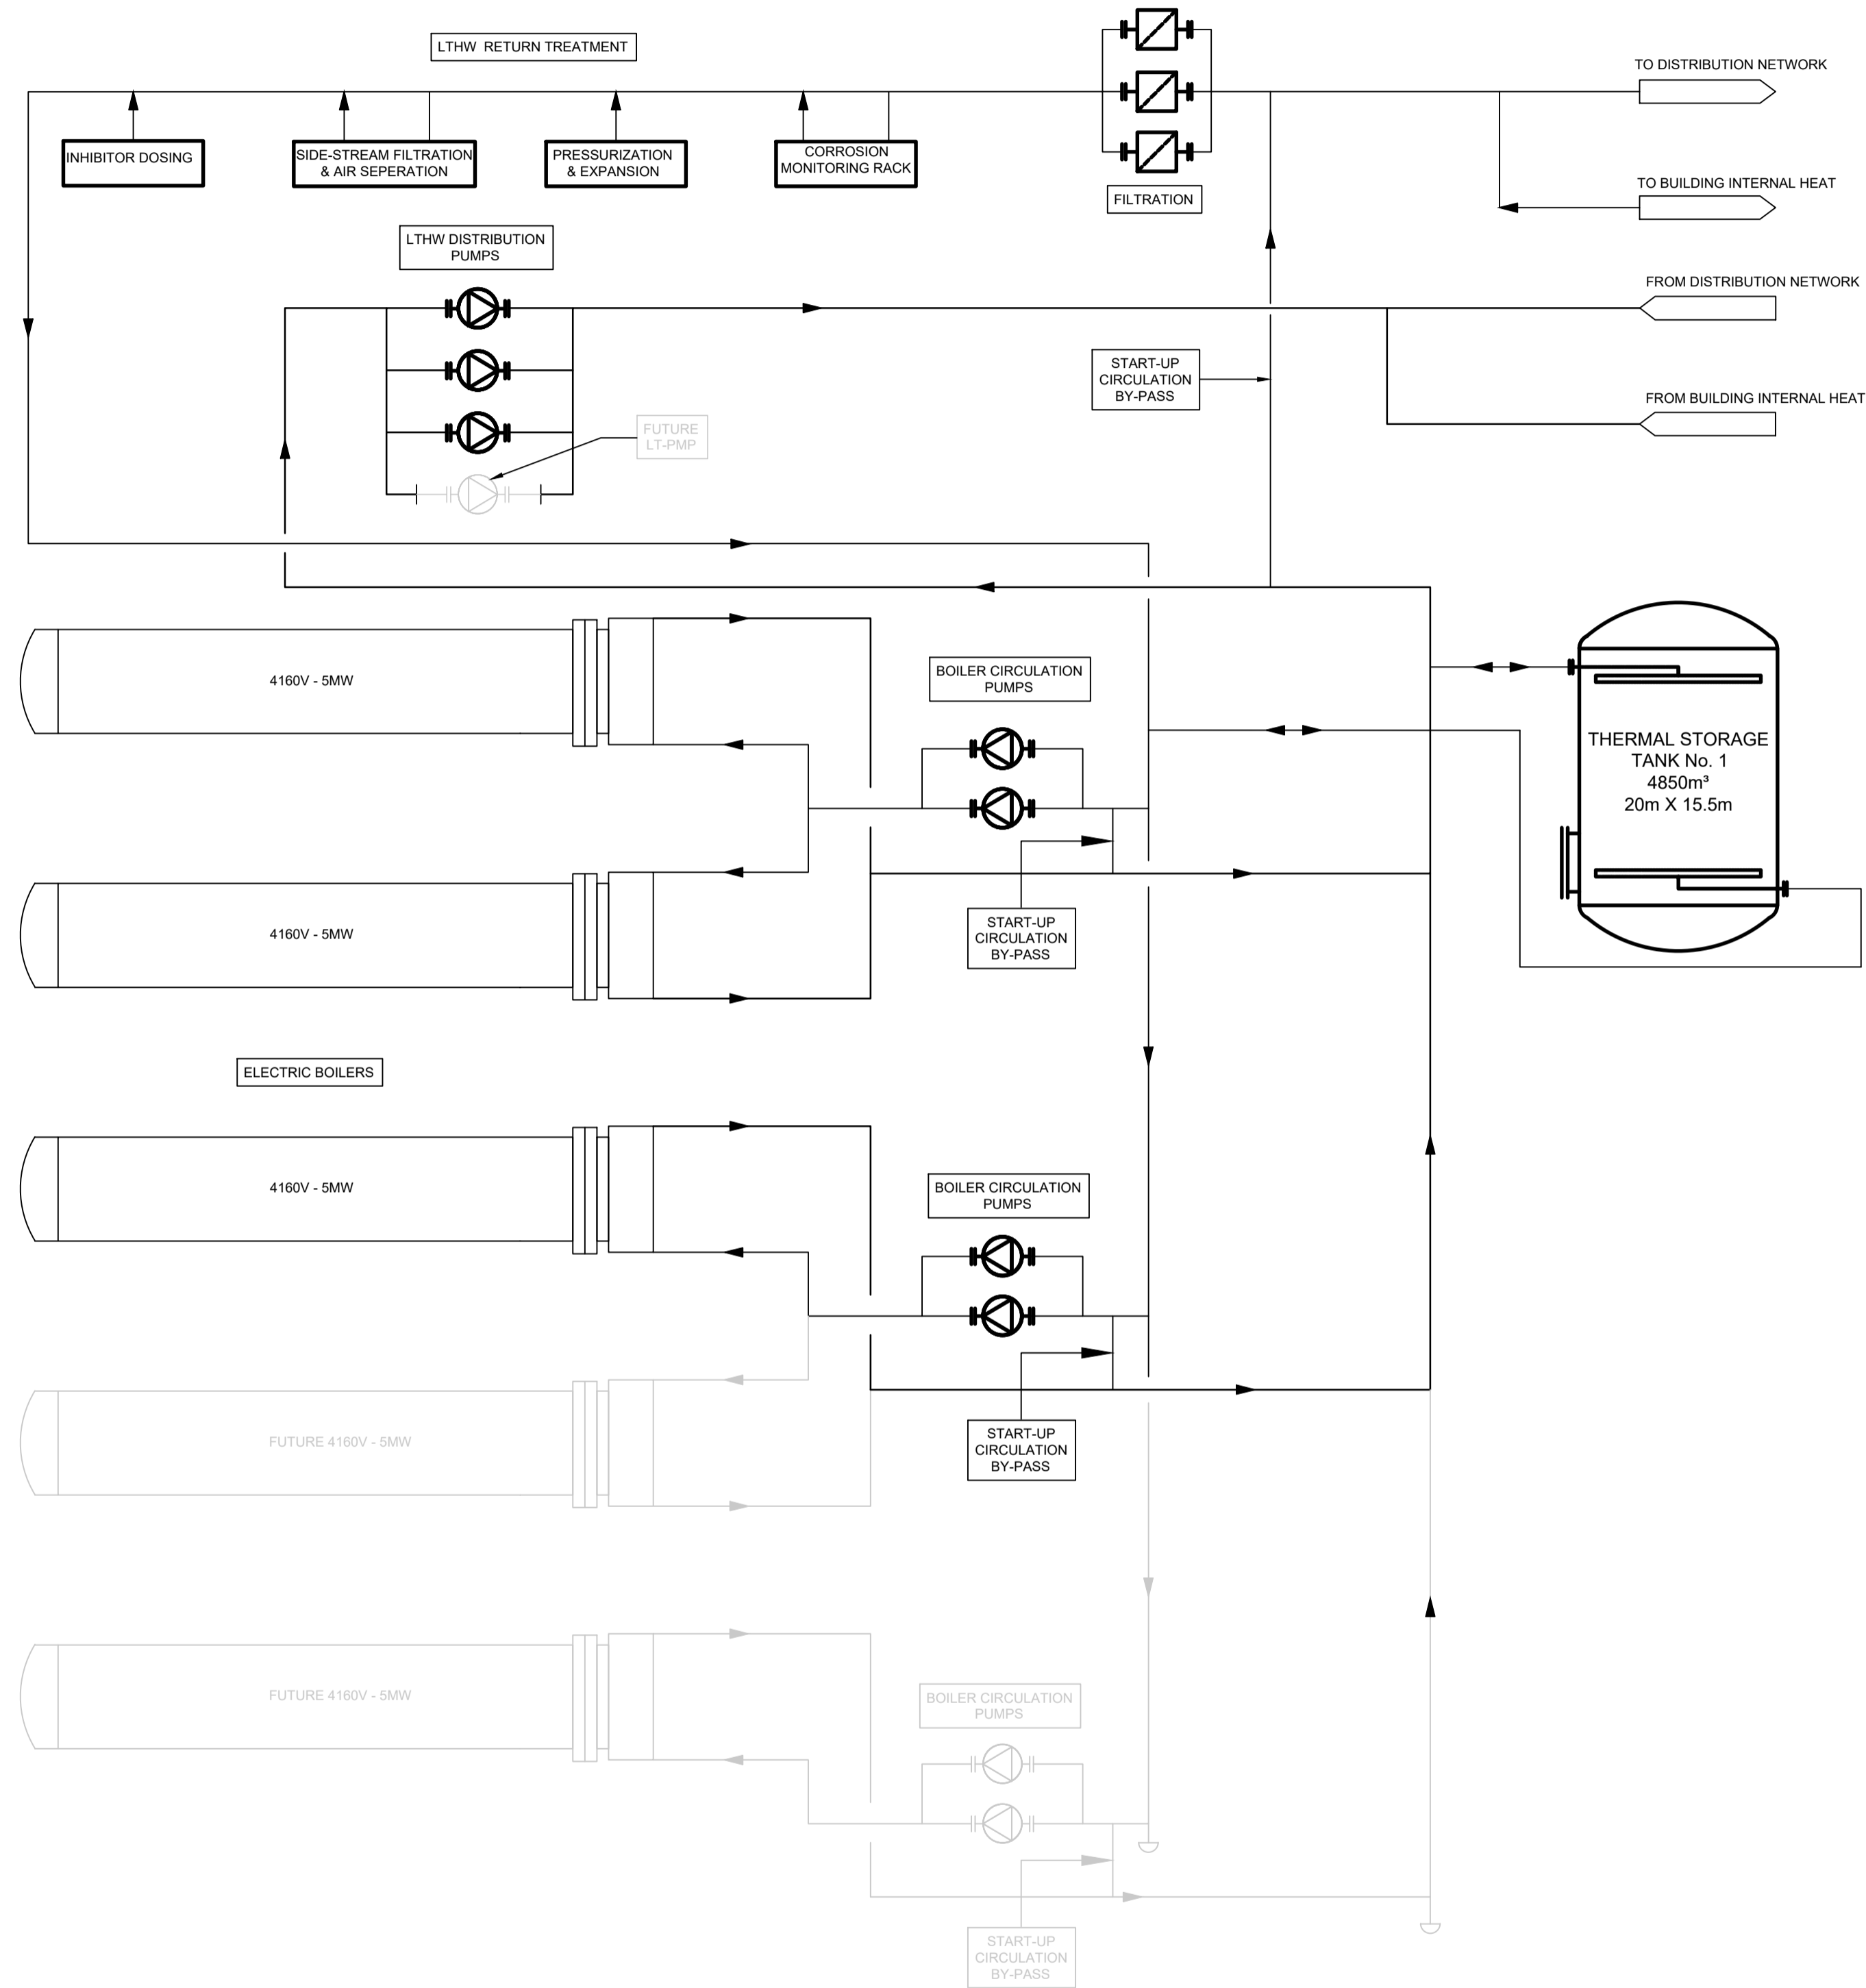 LTHW RETURN TREATMENT
TO DISTRIBUTION NETWORK
INHIBITOR DOSING
SIDE-STREAM FILTRATION
& AIR SEPERATION
PRESSURIZATION
& EXPANSION
CORROSION
MONITORING RACK
FILTRATION
TO BUILDING INTERNAL HEAT
LTHW DISTRIBUTION
PUMPS
FROM DISTRIBUTION NETWORK
START-UP
CIRCULATION
BY-PASS
FROM BUILDING INTERNAL HEAT
FUTURE
LT-PMP
4160V - 5MW
BOILER CIRCULATION
PUMPS
THERMAL STORAGE
TANK No. 1
4850m³
20m X 15.5m
4160V - 5MW
START-UP
CIRCULATION
BY-PASS
ELECTRIC BOILERS
4160V - 5MW
BOILER CIRCULATION
PUMPS
FUTURE 4160V - 5MW
START-UP
CIRCULATION
BY-PASS
FUTURE 4160V - 5MW
BOILER CIRCULATION
PUMPS
START-UP
CIRCULATION
BY-PASS